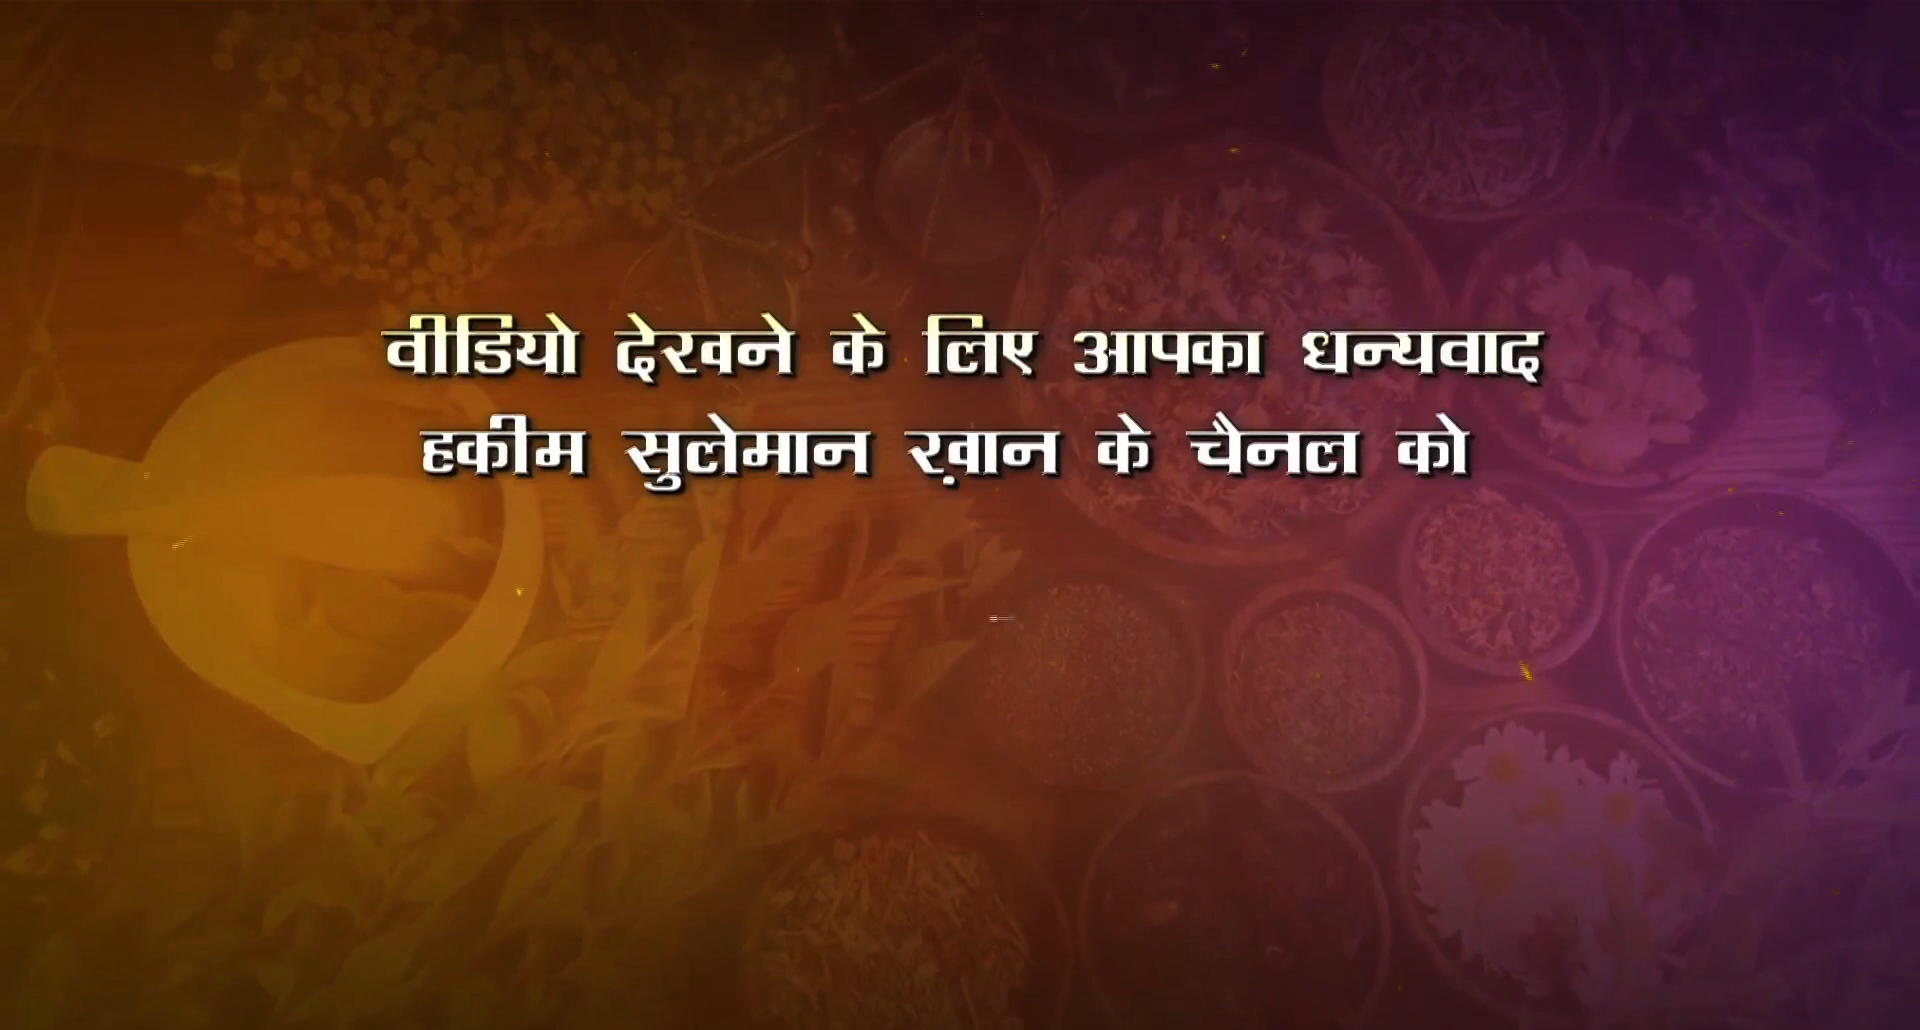 वीडियो देखने के लिए आपका धन्यवाद
हकीम सुलेमान ख़ान के चैनल को